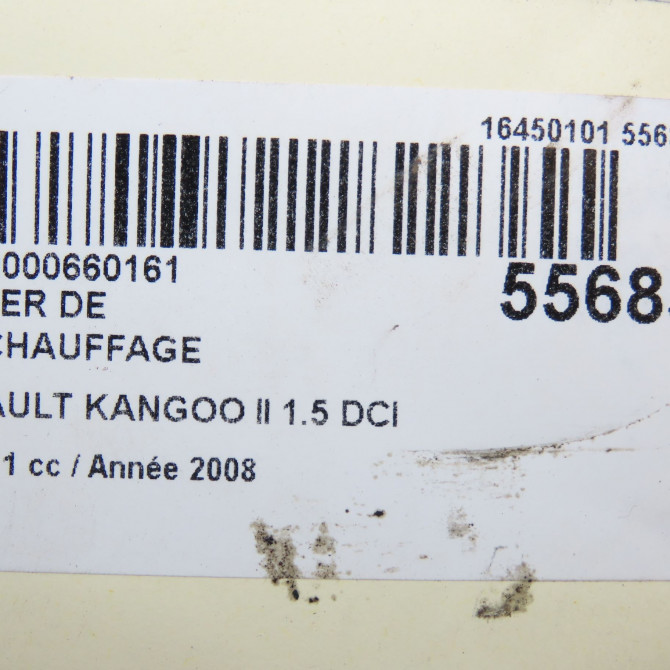 16450101 556
000660161
5568
ER DE
CHAUFFAGE
AULT KANGOO II 1.5 DCI
1 cc / Année 2008